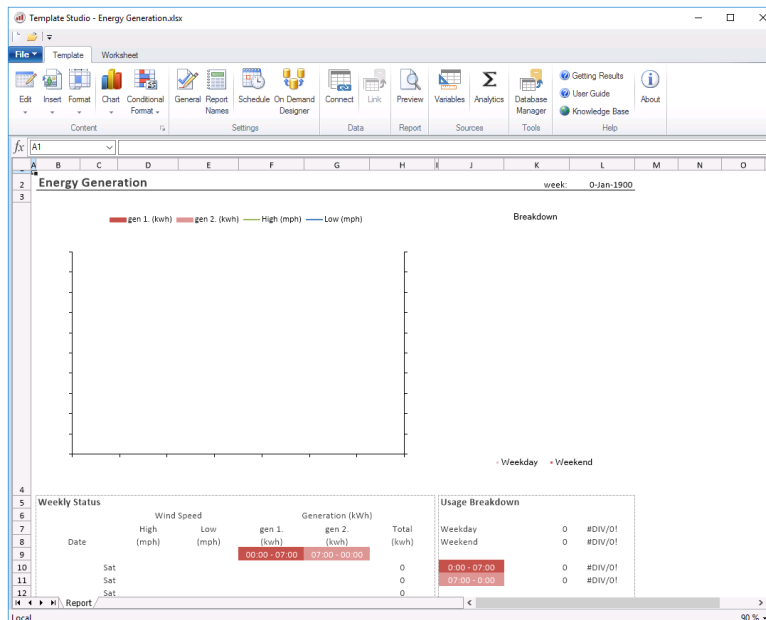 Template Studio - Energy Generation.xlsx
File Template Worksheet
Edit Insert Format Chart Conditional Format General Report Names Schedule On Demand Designer Connect Link Preview Variables Analytics Database Manager Getting Results User Guide Knowledge Base About
Content Settings Data Report Sources Tools Help
fx A1
A B C D E F G H I J K L M N O
2 Energy Generation week: 0-Jan-1900
3
gen 1. (kwh) gen 2. (kwh) High (mph) Low (mph) Breakdown
Weekday Weekend
4
5 Weekly Status Usage Breakdown
6 Wind Speed Generation (kWh)
7 High Low gen 1. gen 2. Total Weekday 0 #DIV/0!
8 Date (mph) (mph) (kwh) (kwh) (kwh) Weekend 0 #DIV/0!
9 00:00 - 07:00 07:00 - 00:00
10 Sat 0 0:00 - 07:00 0 #DIV/0!
11 Sat 0 07:00 - 0:00 0 #DIV/0!
12 Sat 0
Report
Local 90 %